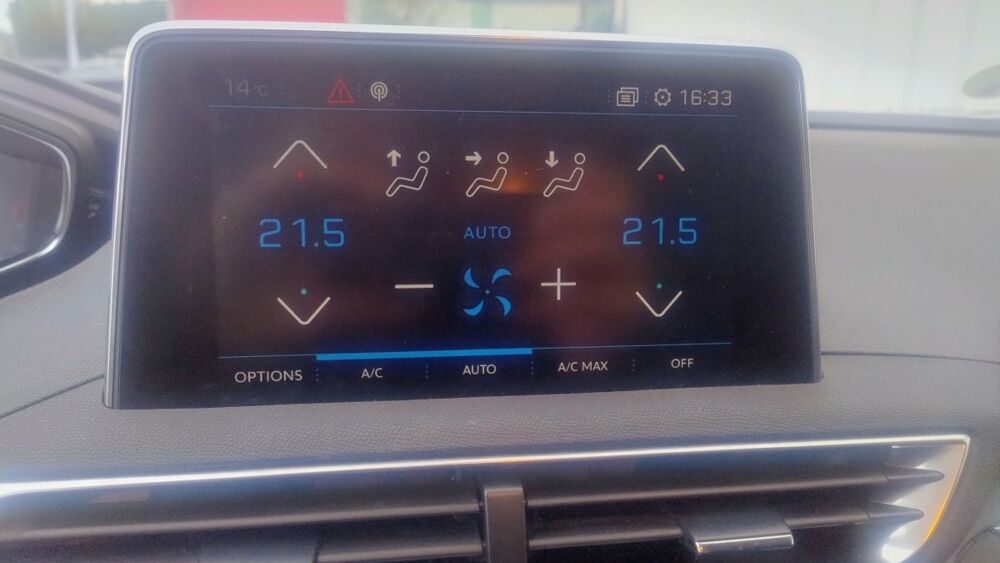 14°C 16:33
21.5 AUTO 21.5
OPTIONS A/C AUTO A/C MAX OFF